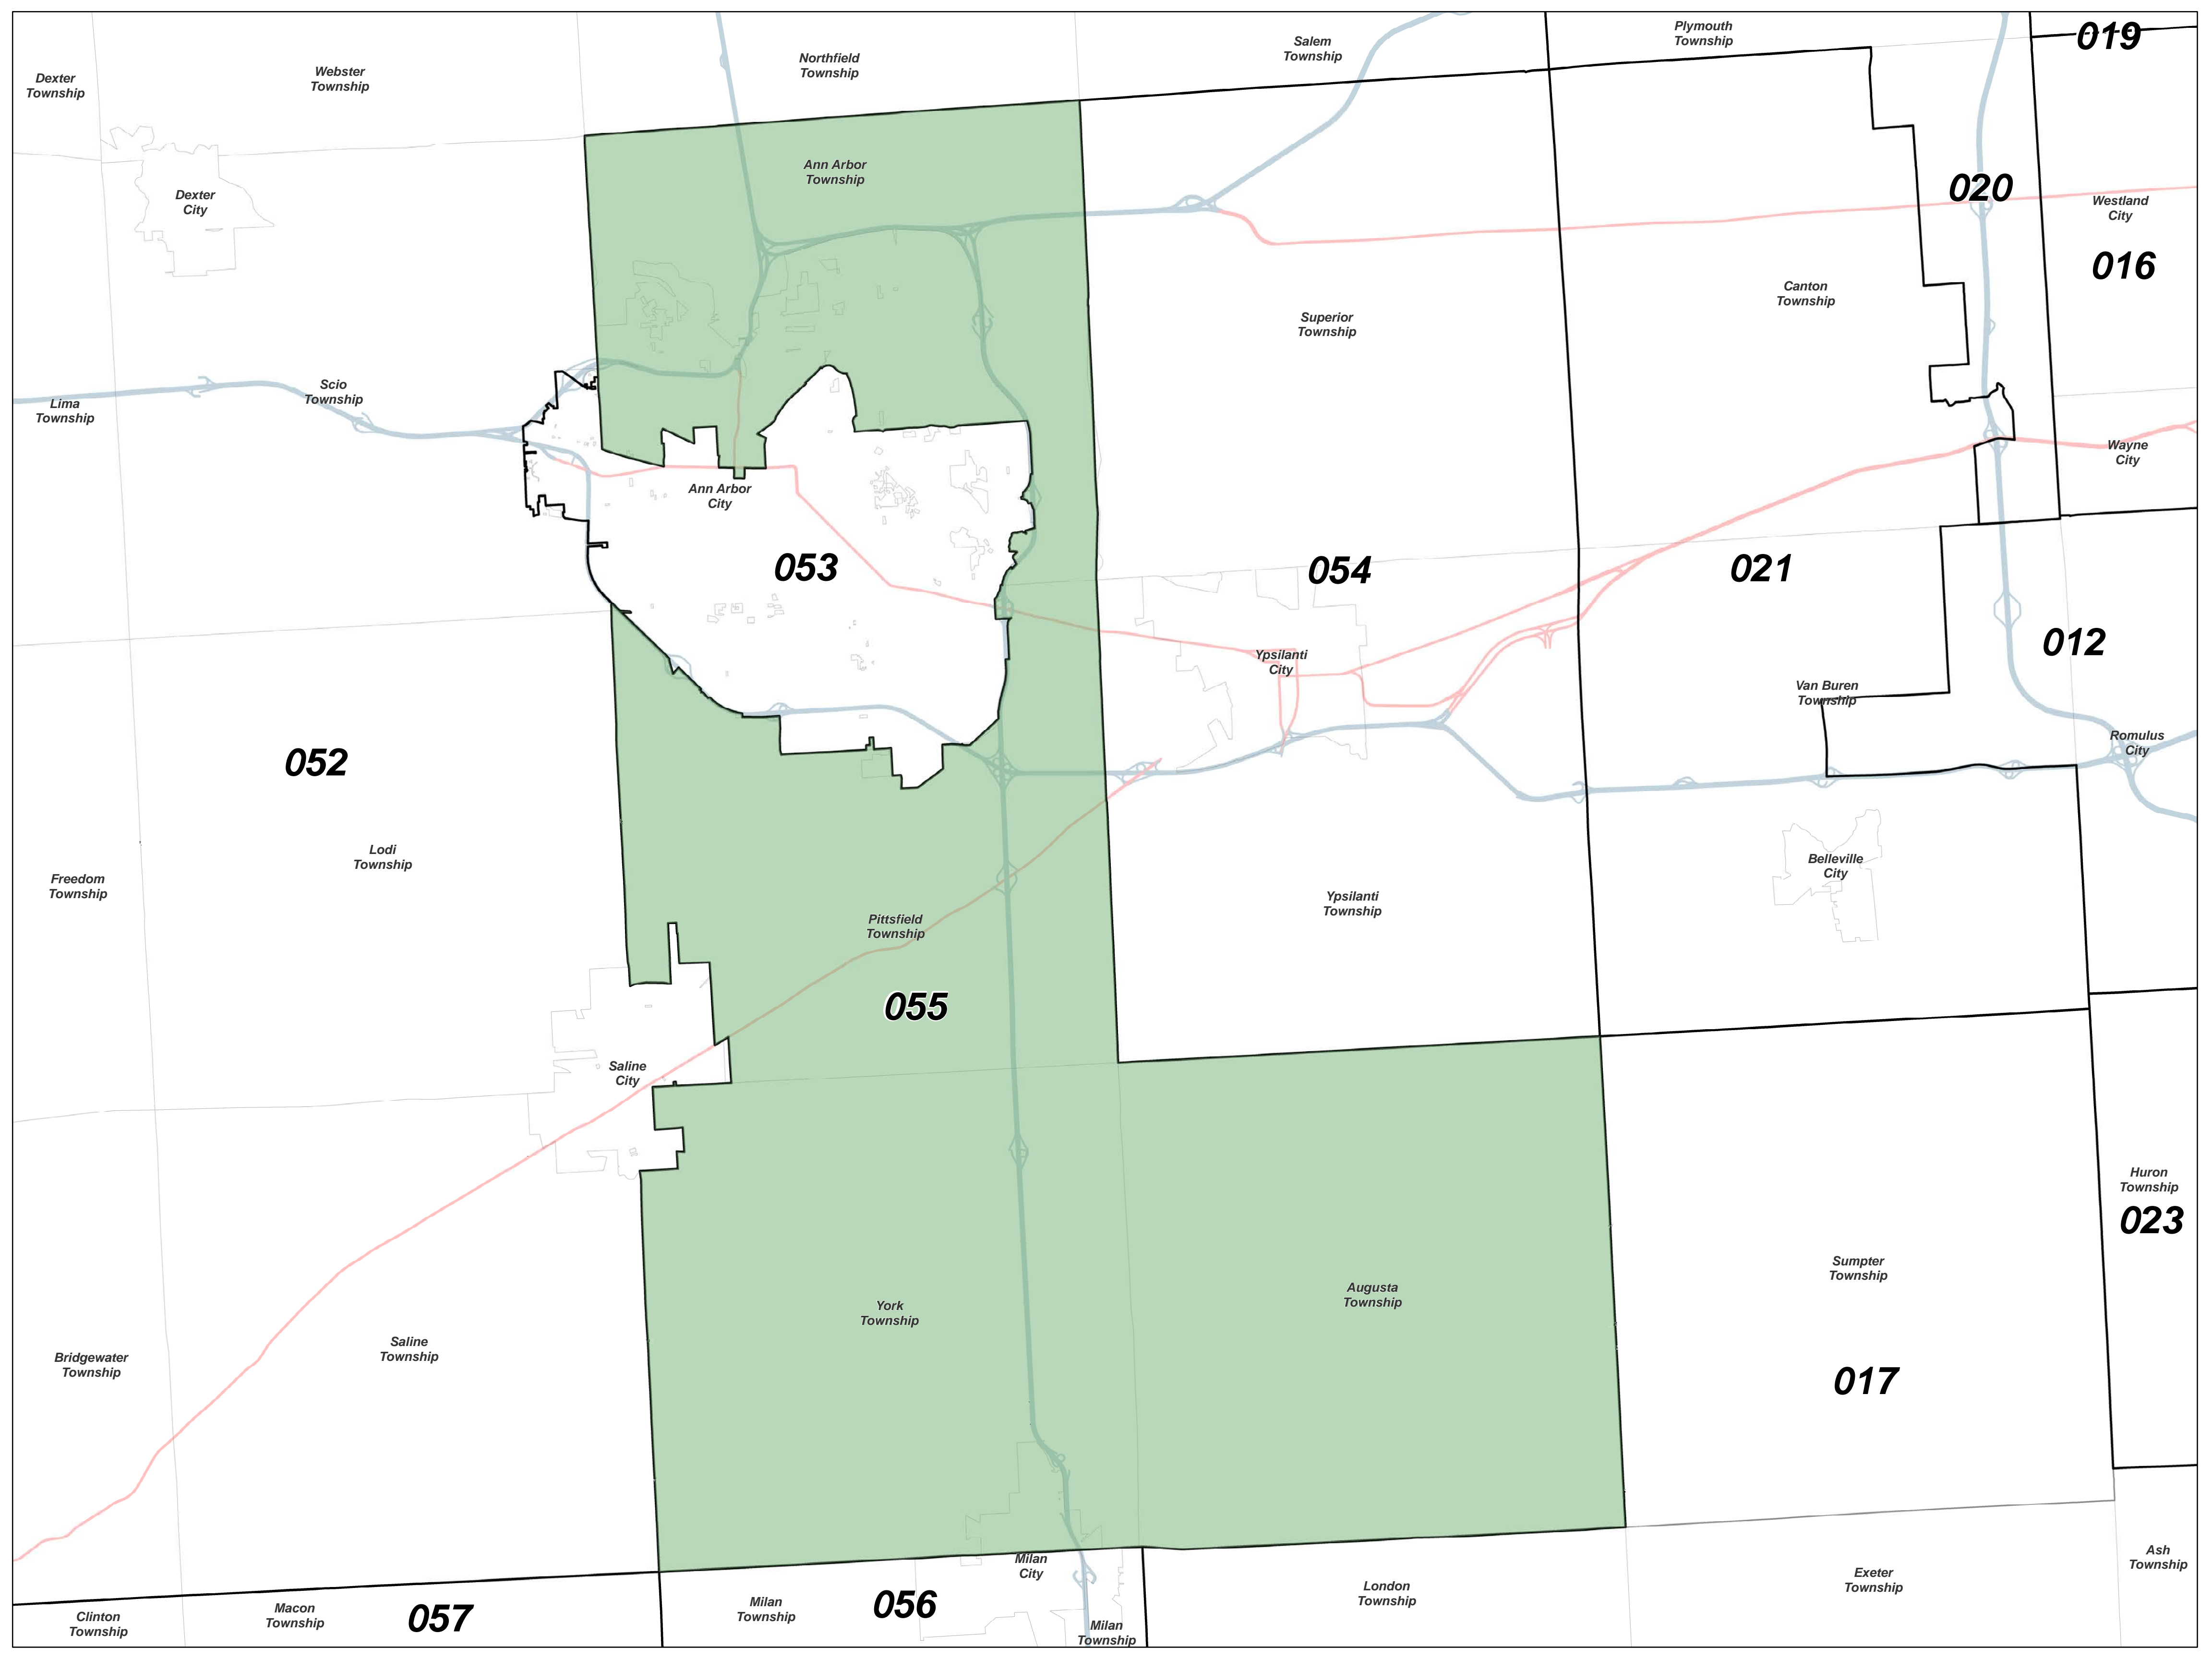 Plymouth
Township
019
Salem
Township
Northfield
Township
Webster
Township
Dexter
Township
Ann Arbor
Township
Dexter
City
020
Westland
City
016
Canton
Township
Superior
Township
Scio
Township
Lima
Township
Wayne
City
Ann Arbor
City
053
054
021
012
Ypsilanti
City
Van Buren
Township
Romulus
City
052
Lodi
Township
Freedom
Township
Belleville
City
Ypsilanti
Township
Pittsfield
Township
055
Saline
City
Huron
Township
023
Sumpter
Township
Augusta
Township
York
Township
Saline
Township
Bridgewater
Township
017
Ash
Township
Milan
City
Exeter
Township
London
Township
Milan
Township
056
Macon
Township
057
Clinton
Township
Milan
Township